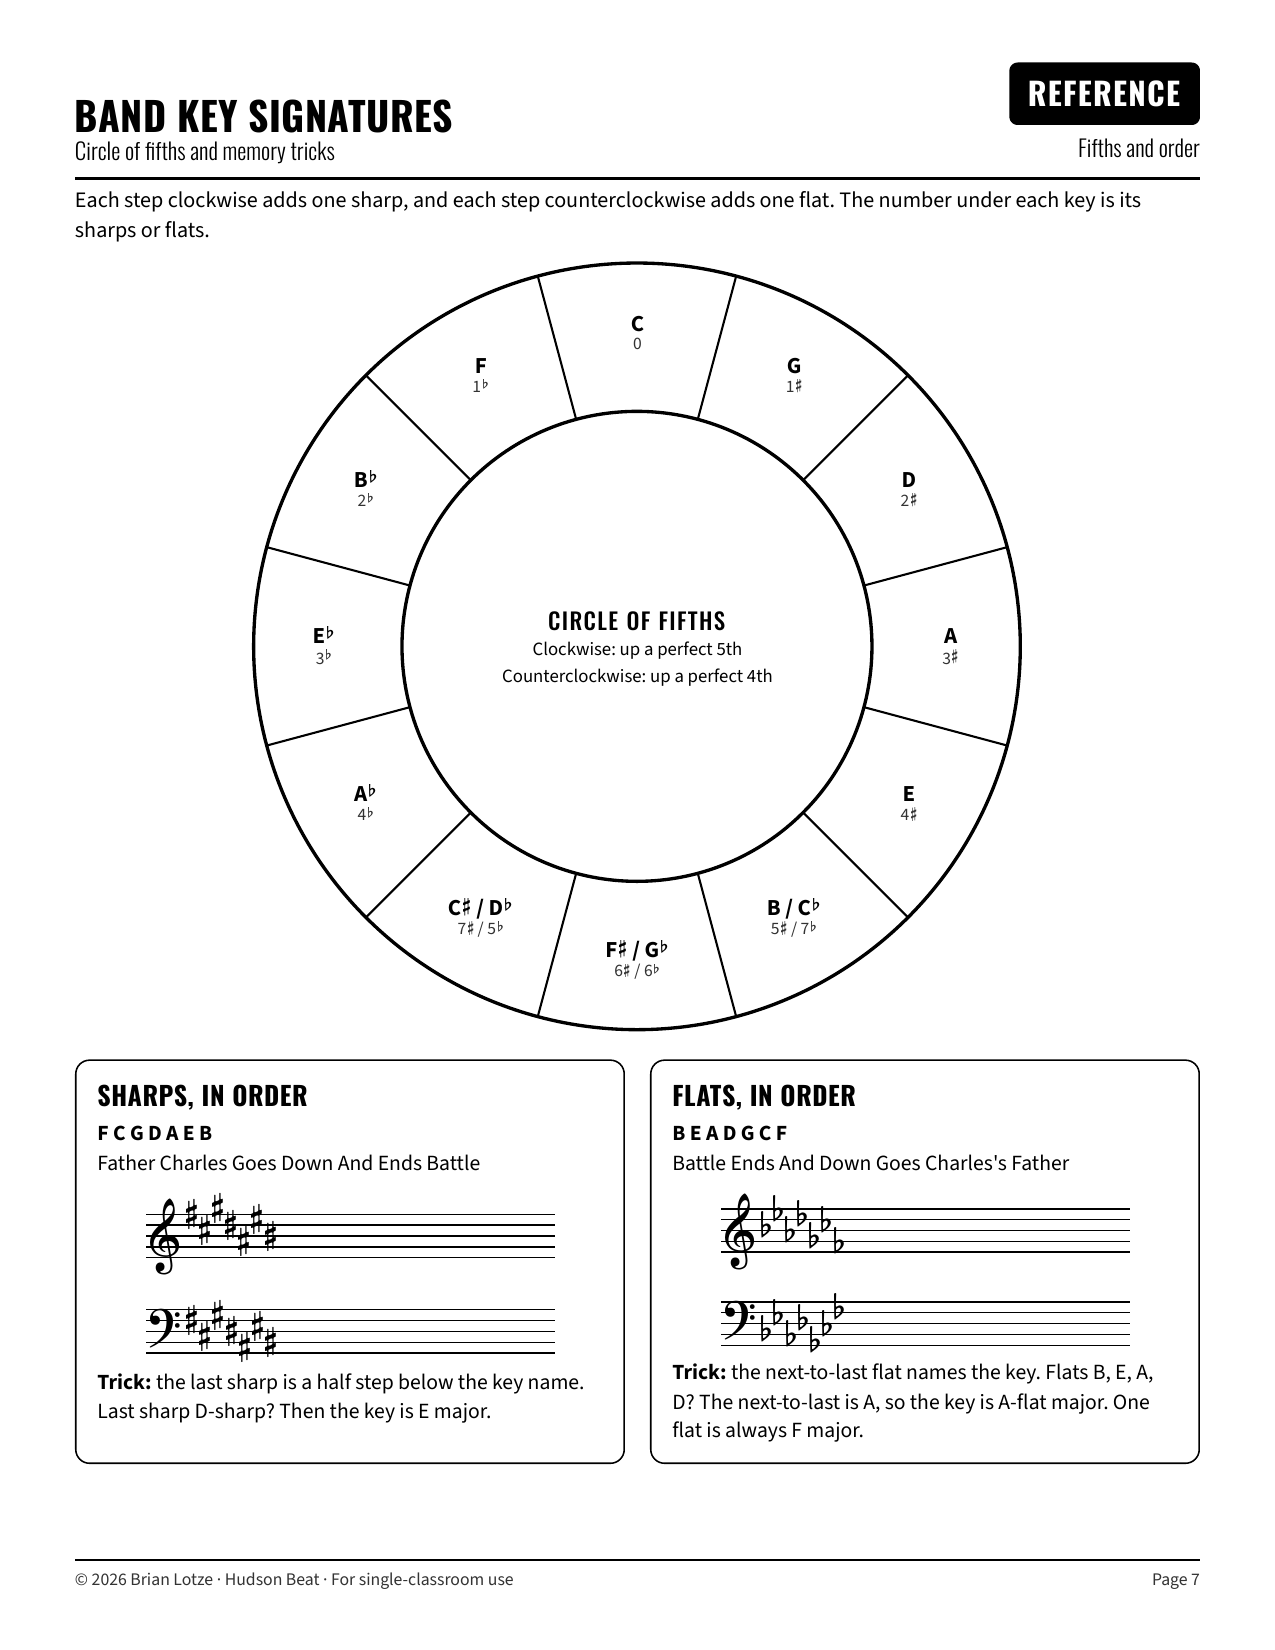 REFERENCE
BAND KEY SIGNATURES
Circle of fifths and memory tricks
Fifths and order
Each step clockwise adds one sharp, and each step counterclockwise adds one flat. The number under each key is its
sharps or flats.
C
0
G
1♯
D
2♯
A
3♯
E
4♯
B / C♭
5♯ / 7♭
F♯ / G♭
6♯ / 6♭
C♯ / D♭
7♯ / 5♭
A♭
4♭
E♭
3♭
B♭
2♭
F
1♭
CIRCLE OF FIFTHS
Clockwise: up a perfect 5th
Counterclockwise: up a perfect 4th
SHARPS, IN ORDER
F C G D A E B
Father Charles Goes Down And Ends Battle
Trick: the last sharp is a half step below the key name.
Last sharp D-sharp? Then the key is E major.
FLATS, IN ORDER
B E A D G C F
Battle Ends And Down Goes Charles's Father
Trick: the next-to-last flat names the key. Flats B, E, A,
D? The next-to-last is A, so the key is A-flat major. One
flat is always F major.
© 2026 Brian Lotze · Hudson Beat · For single-classroom use
Page 7